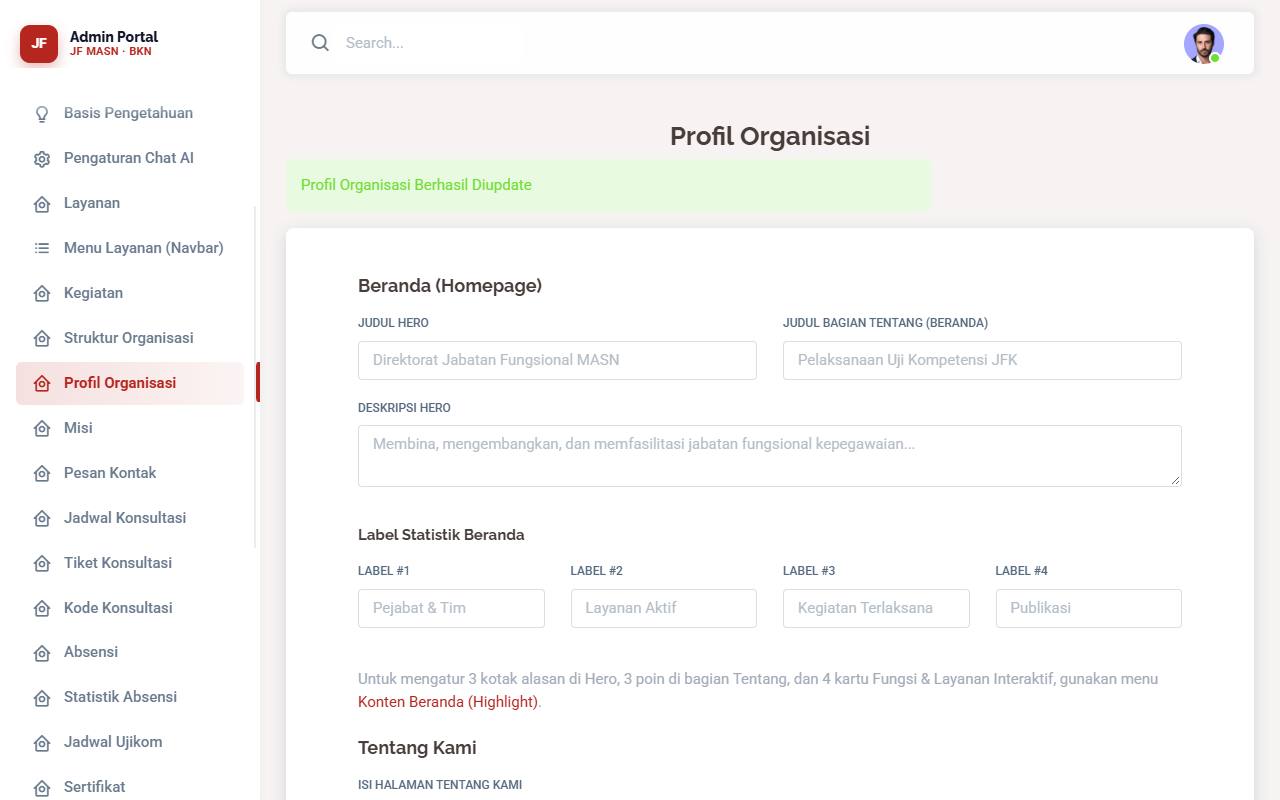 JF
Admin Portal
JF MASN · BKN
Search...
Basis Pengetahuan
Pengaturan Chat AI
Layanan
Menu Layanan (Navbar)
Kegiatan
Struktur Organisasi
Profil Organisasi
Misi
Pesan Kontak
Jadwal Konsultasi
Tiket Konsultasi
Kode Konsultasi
Absensi
Statistik Absensi
Jadwal Ujikom
Sertifikat
Profil Organisasi
Profil Organisasi Berhasil Diupdate
Beranda (Homepage)
JUDUL HERO
JUDUL BAGIAN TENTANG (BERANDA)
Direktorat Jabatan Fungsional MASN
Pelaksanaan Uji Kompetensi JFK
DESKRIPSI HERO
Membina, mengembangkan, dan memfasilitasi jabatan fungsional kepegawaian...
Label Statistik Beranda
LABEL #1
LABEL #2
LABEL #3
LABEL #4
Pejabat & Tim
Layanan Aktif
Kegiatan Terlaksana
Publikasi
Untuk mengatur 3 kotak alasan di Hero, 3 poin di bagian Tentang, dan 4 kartu Fungsi & Layanan Interaktif, gunakan menu
Konten Beranda (Highlight).
Tentang Kami
ISI HALAMAN TENTANG KAMI